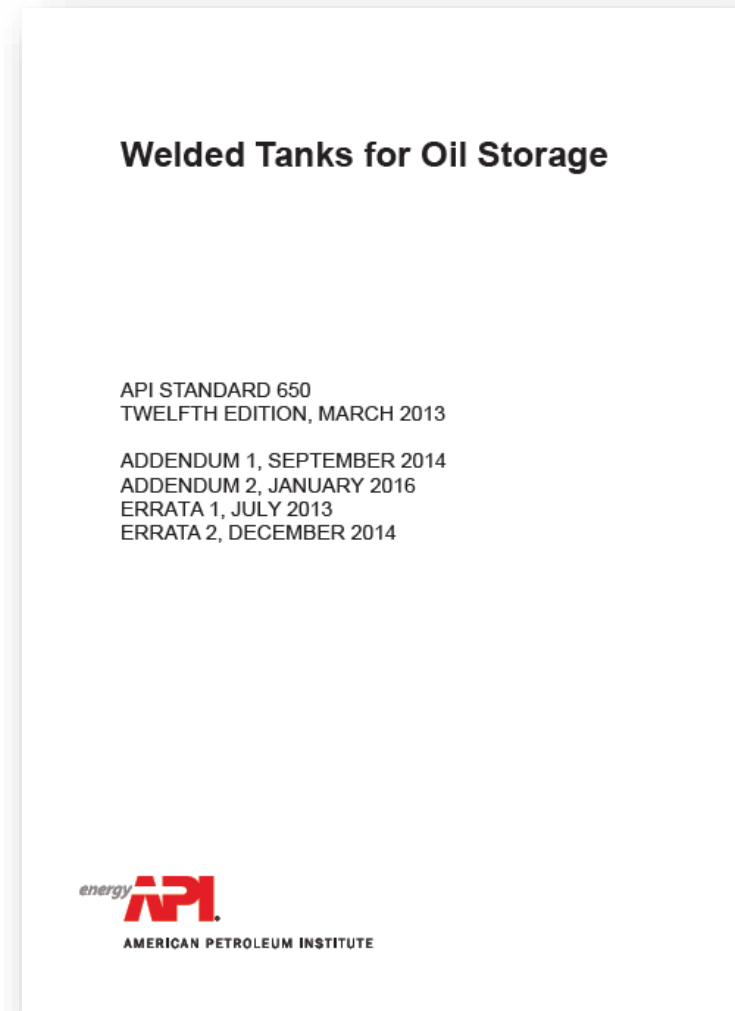 Welded Tanks for Oil Storage
API STANDARD 650
TWELFTH EDITION, MARCH 2013
ADDENDUM 1, SEPTEMBER 2014
ADDENDUM 2, JANUARY 2016
ERRATA 1, JULY 2013
ERRATA 2, DECEMBER 2014
energy API.
AMERICAN PETROLEUM INSTITUTE